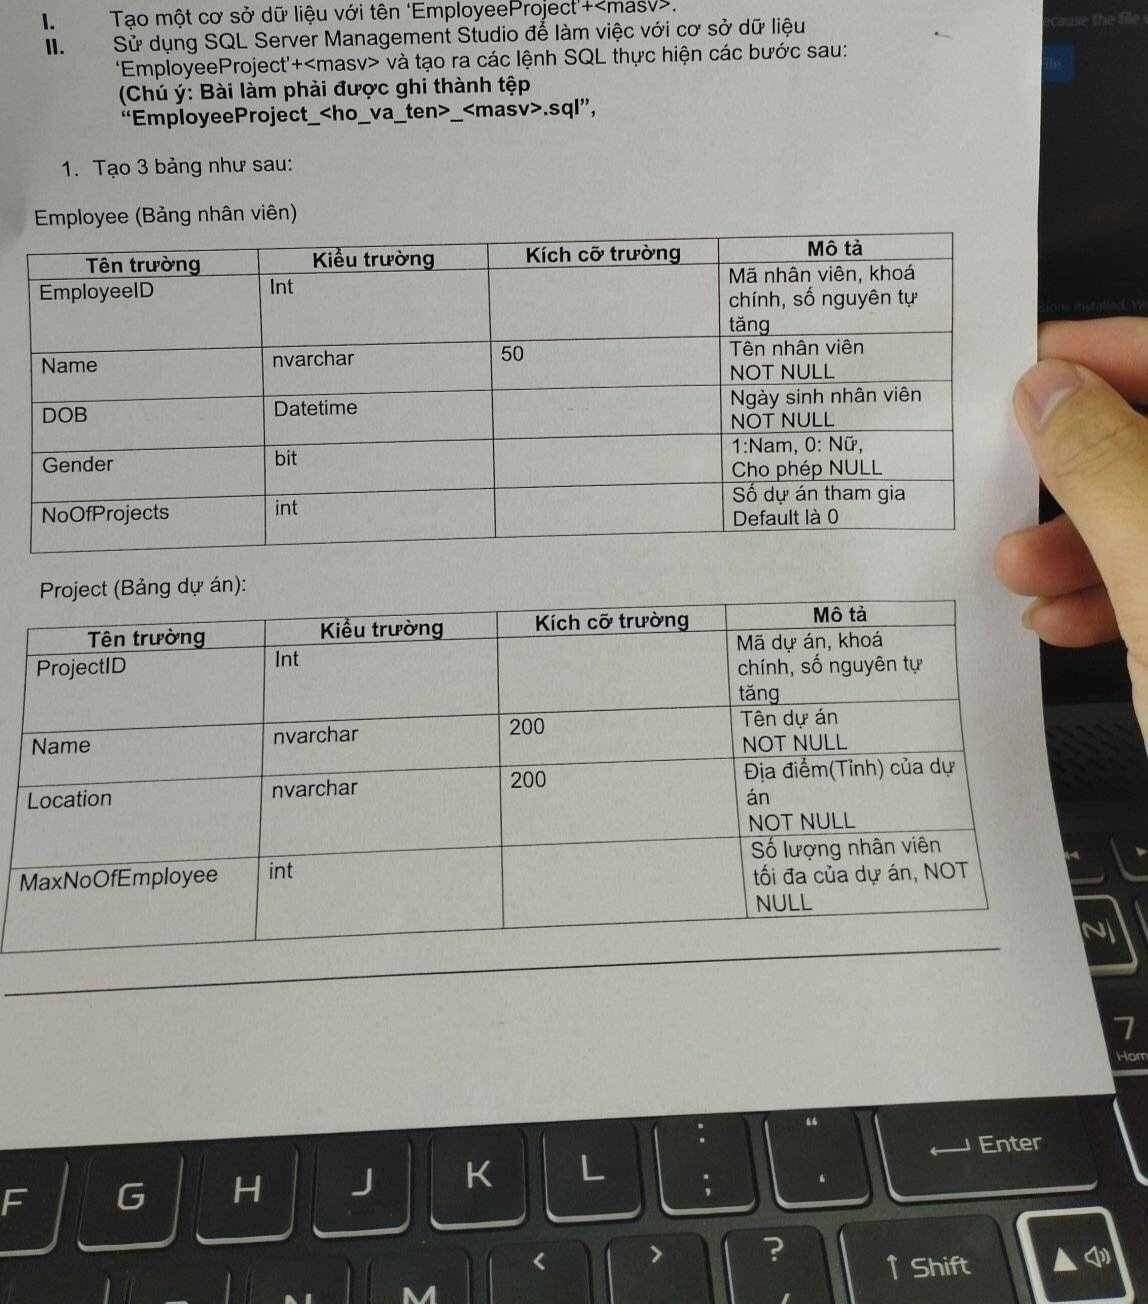 I. Tạo một cơ sở dữ liệu với tên ‘EmployeeProject’+<masv>.
II. Sử dụng SQL Server Management Studio để làm việc với cơ sở dữ liệu
‘EmployeeProject’+<masv> và tạo ra các lệnh SQL thực hiện các bước sau:
(Chú ý: Bài làm phải được ghi thành tệp
“EmployeeProject_<ho_va_ten>_<masv>.sql”,
1. Tạo 3 bảng như sau:
Employee (Bảng nhân viên)
Tên trường Kiểu trường Kích cỡ trường Mô tả
EmployeeID Int Mã nhân viên, khoá
chính, số nguyên tự
tăng
Name nvarchar 50 Tên nhân viên
NOT NULL
DOB Datetime Ngày sinh nhân viên
NOT NULL
Gender bit 1:Nam, 0: Nữ,
Cho phép NULL
NoOfProjects int Số dự án tham gia
Default là 0
Project (Bảng dự án):
Tên trường Kiểu trường Kích cỡ trường Mô tả
ProjectID Int Mã dự án, khoá
chính, số nguyên tự
tăng
Name nvarchar 200 Tên dự án
NOT NULL
Location nvarchar 200 Địa điểm(Tỉnh) của dự
án
NOT NULL
MaxNoOfEmployee int Số lượng nhân viên
tối đa của dự án, NOT
NULL
ecause the file
7
Hom
F G H J K L : ; “ ‘ Enter
M < > ? / ↑ Shift